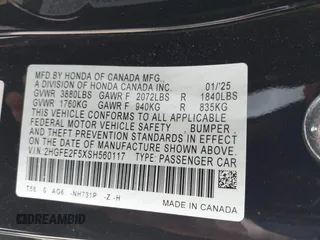 MFD. BY HONDA OF CANADA MFG.,
A DIVISION OF HONDA CANADA INC. 01/'25
GVWR 3880LBS GAWR F 2072LBS R 1840LBS
GVWR 1760KG GAWR F 940KG R 835KG
THIS VEHICLE CONFORMS TO ALL APPLICABLE
FEDERAL MOTOR VEHICLE SAFETY, BUMPER,
AND THEFT PREVENTION STANDARDS IN EFFECT
ON THE DATE OF MANUFACTURE SHOWN ABOVE.
V.I.N: 2HGFE2F5XSH560117 TYPE: PASSENGER CAR
NH731P -Z -H
MADE IN CANADA
DREAMBID